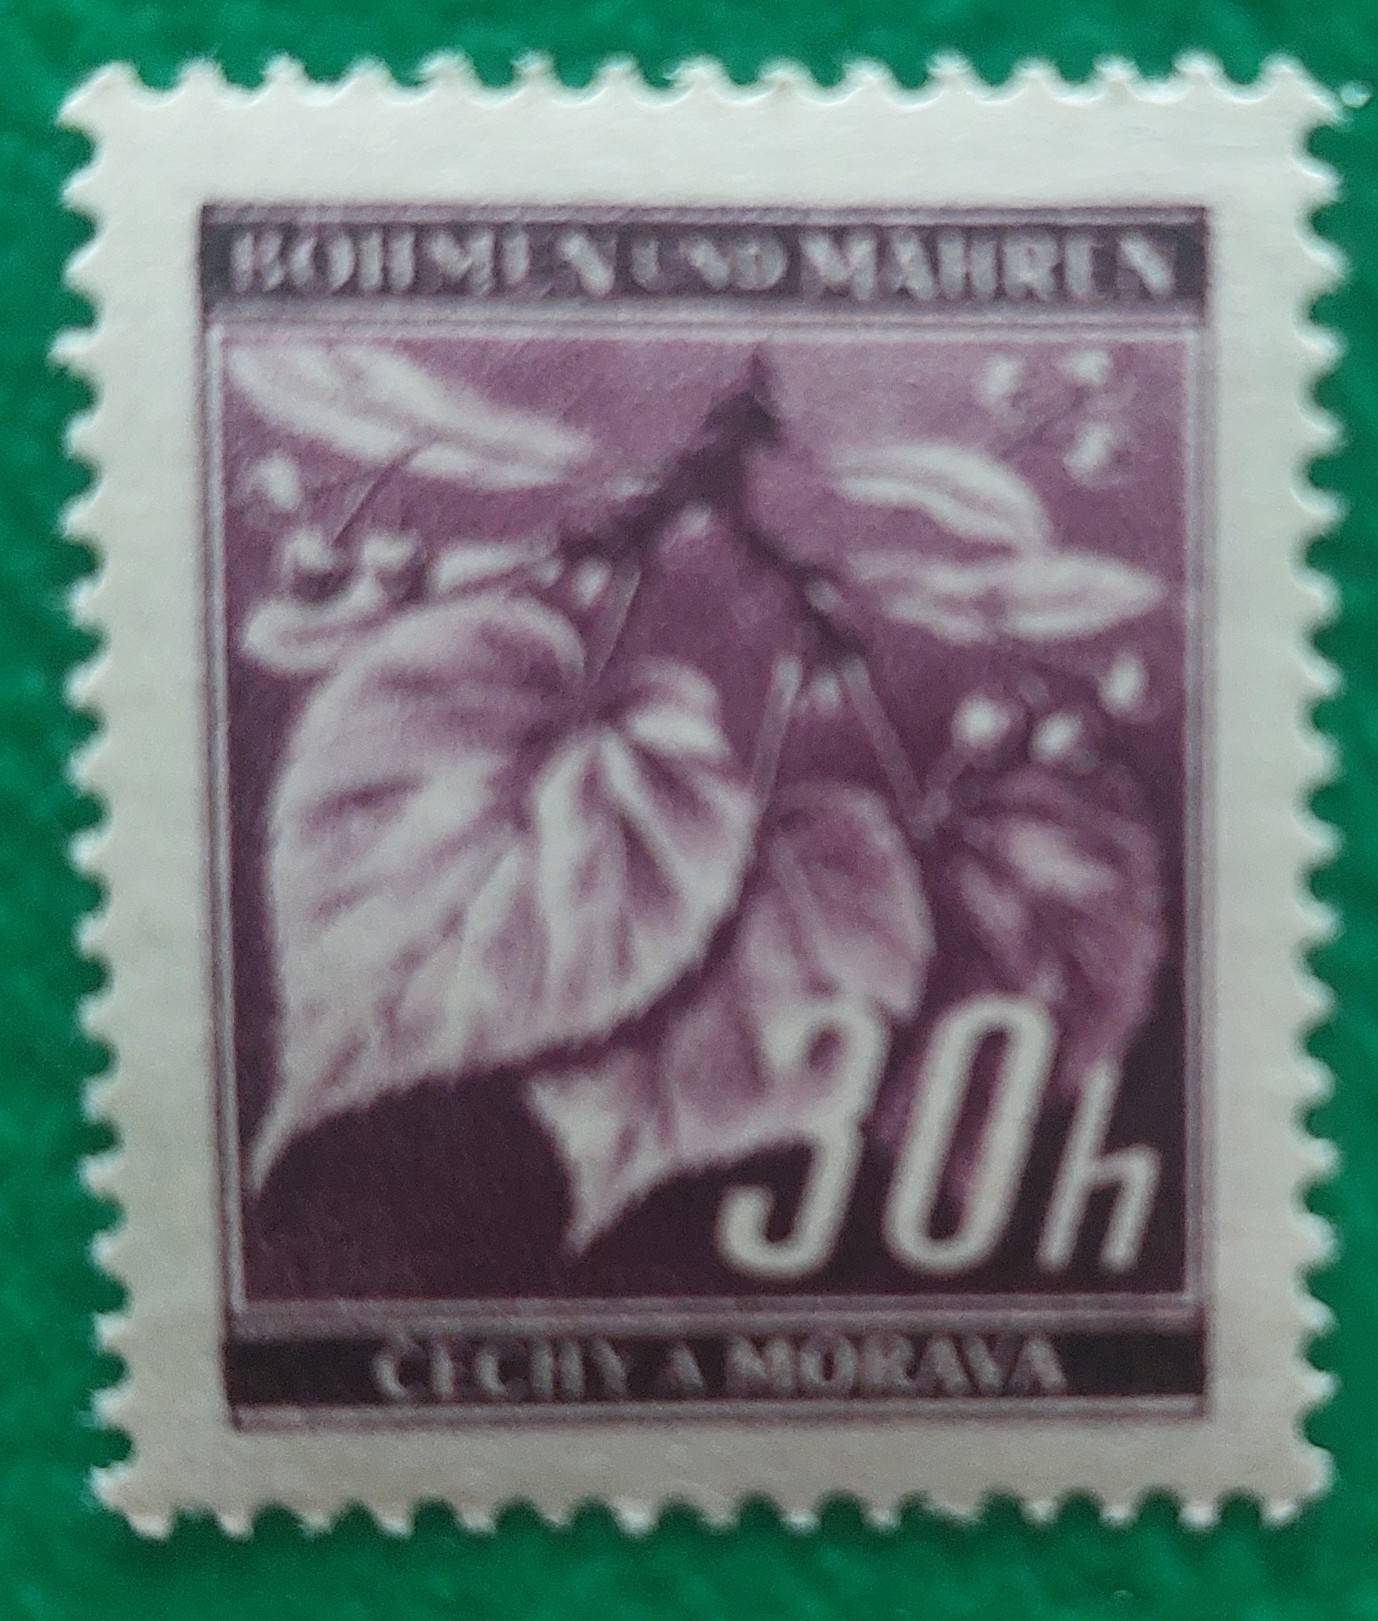 BÖHMEN UND MÄHREN
30h
ČECHY A MORAVA